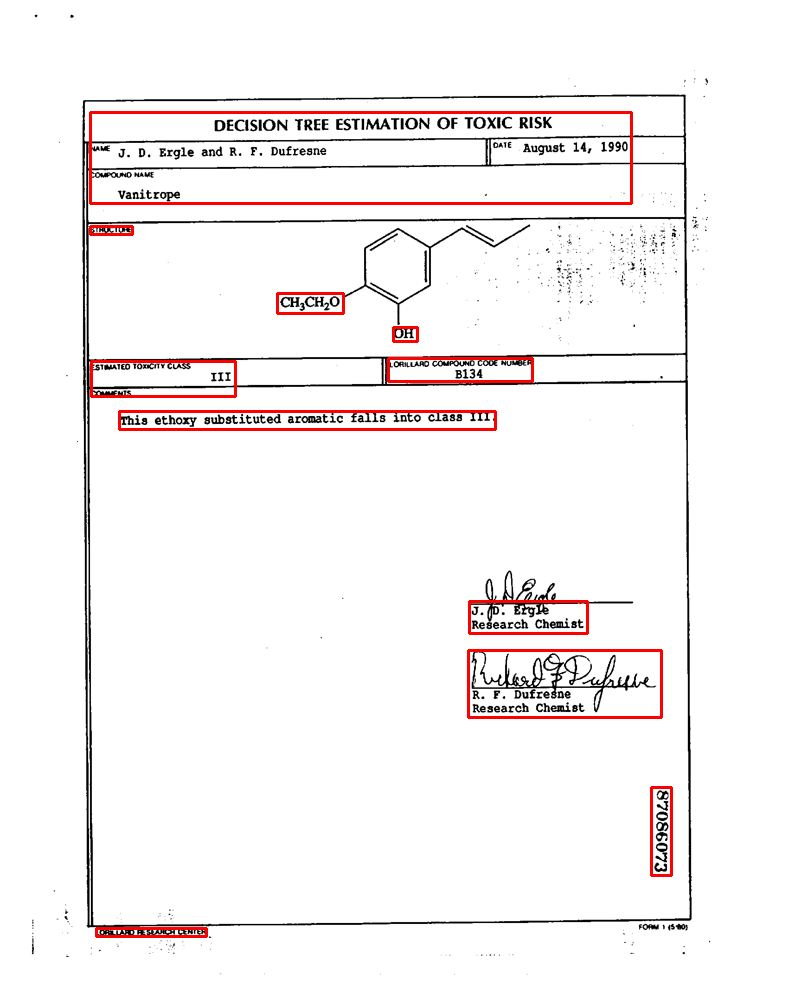 DECISION TREE ESTIMATION OF TOXIC RISK
NAME J. D. Ergle and R. F. Dufresne
DATE August 14, 1990
COMPOUND NAME
Vanitrope
STRUCTURE
CH3CH2O
OH
ESTIMATED TOXICITY CLASS
III
LORILLARD COMPOUND CODE NUMBER
B134
COMMENTS
This ethoxy substituted aromatic falls into class III.
J. D. Ergle
J. D. Ergle
Research Chemist
Richard F Dufresne
R. F. Dufresne
Research Chemist
87086073
LORILLARD RESEARCH CENTER
FORM 1 (5/80)